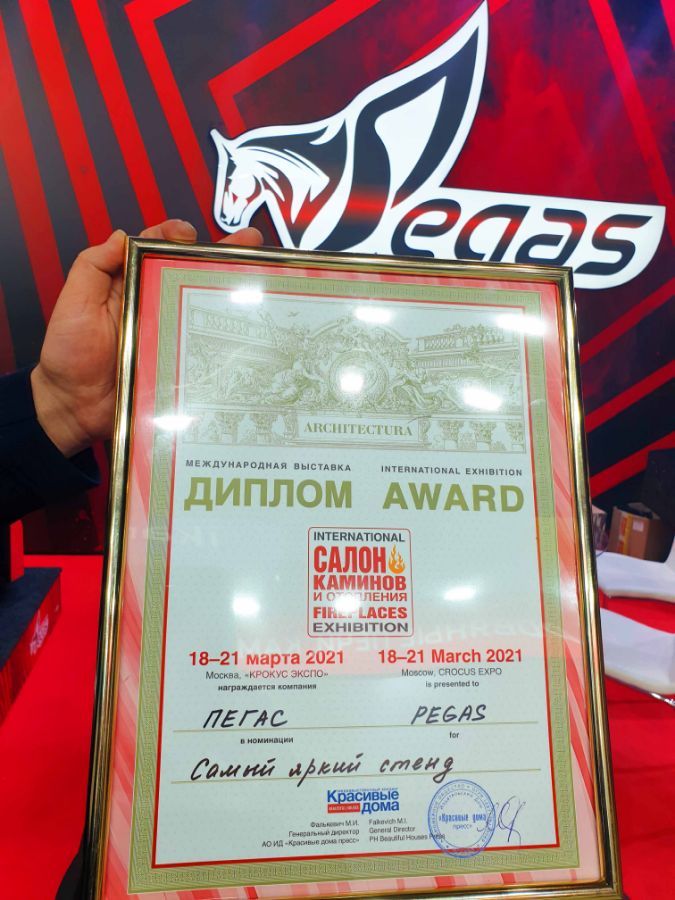 Pegas
ARCHITECTURA
МЕЖДУНАРОДНАЯ ВЫСТАВКА
INTERNATIONAL EXHIBITION
ДИПЛОМ
AWARD
INTERNATIONAL
САЛОН
КАМИНОВ
И ОТОПЛЕНИЯ
FIREPLACES
EXHIBITION
18–21 марта 2021
Москва, «КРОКУС ЭКСПО»
награждается компания
18–21 March 2021
Moscow, CROCUS EXPO
is presented to
ПЕГАС
PEGAS
в номинации
for
Самый яркий стенд
Красивые
дома
Фалькевич М.И.
Генеральный директор
АО ИД «Красивые дома пресс»
Falkevich M.I.
General Director
PH Beautiful Houses Press
«Красивые дома
пресс»